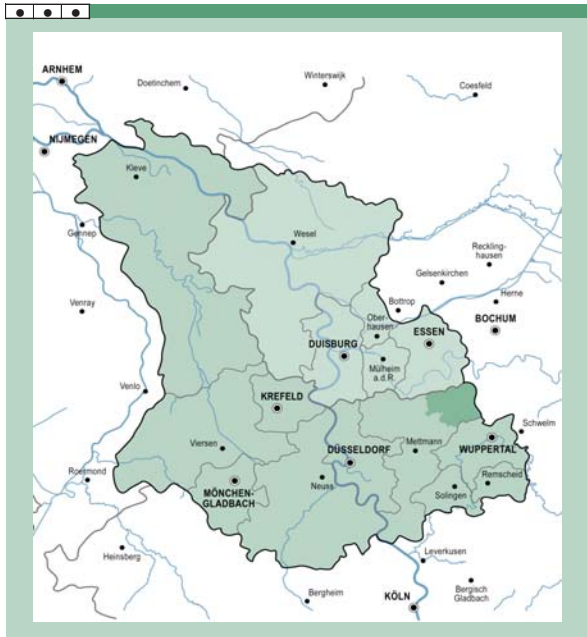 ARNHEM
Doetinchem
Winterswijk
Coesfeld
NIJMEGEN
Kleve
Gennep
Wesel
Reckling-
hausen
Gelsenkirchen
Venray
Bottrop
Herne
Ober-
hausen
ESSEN
BOCHUM
DUISBURG
Mülheim
a.d.R.
Venlo
KREFELD
Schwelm
Viersen
Mettmann
DÜSSELDORF
WUPPERTAL
Roermond
MÖNCHEN-
GLADBACH
Neuss
Remscheid
Solingen
Heinsberg
Leverkusen
Bergheim
KÖLN
Bergisch
Gladbach